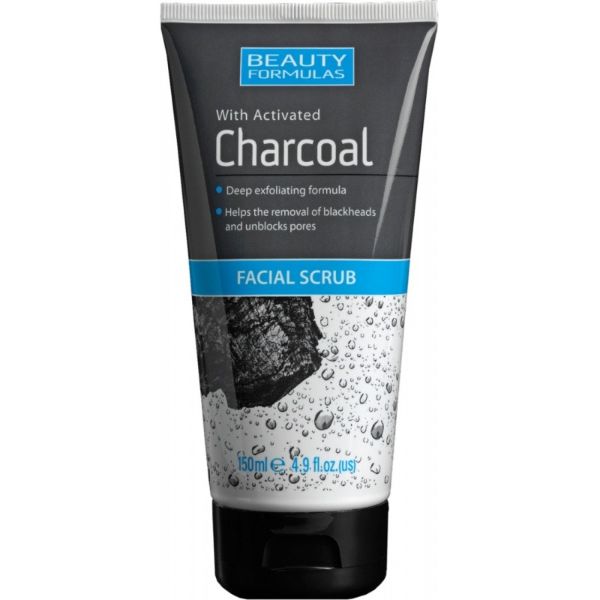 BEAUTY
FORMULAS
With Activated
Charcoal
• Deep exfoliating formula
• Helps the removal of blackheads
and unblocks pores
FACIAL SCRUB
150ml ℮ 4.9 fl.oz.(us)